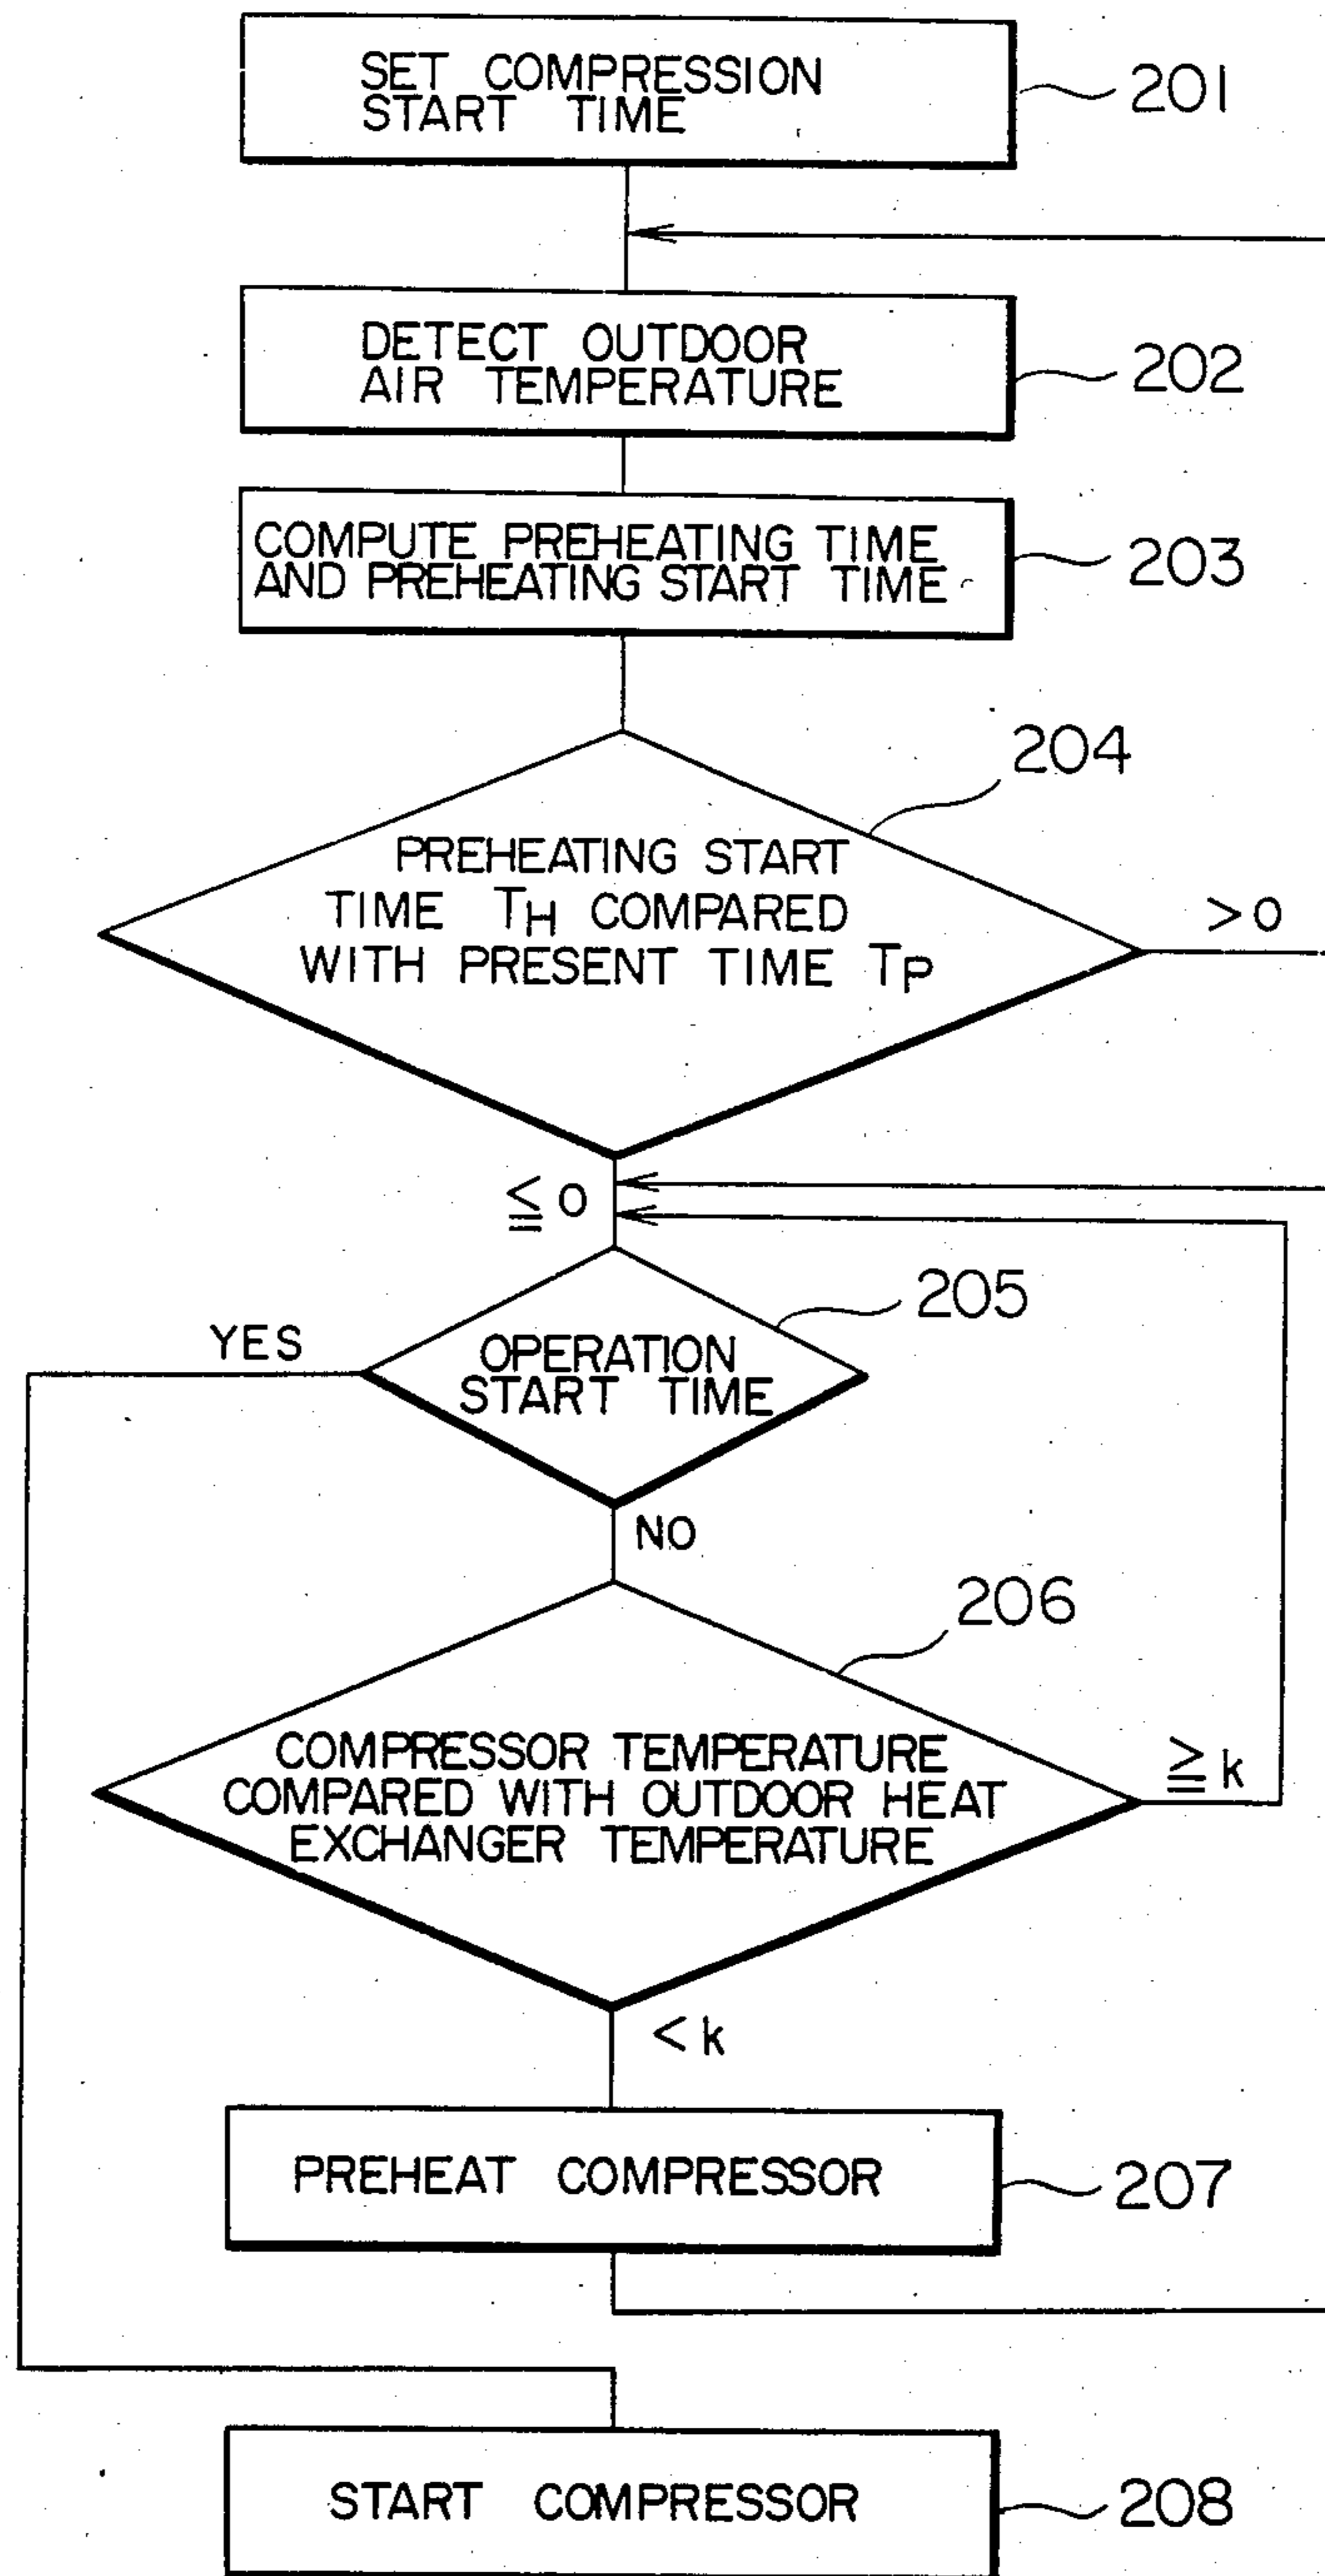 SET COMPRESSION
START TIME
201
DETECT OUTDOOR
AIR TEMPERATURE
202
COMPUTE PREHEATING TIME
AND PREHEATING START TIME
203
204
PREHEATING START
TIME TH COMPARED
WITH PRESENT TIME TP
>0
≦0
205
YES
OPERATION
START TIME
NO
206
COMPRESSOR TEMPERATURE
COMPARED WITH OUTDOOR HEAT
EXCHANGER TEMPERATURE
≧k
<k
PREHEAT COMPRESSOR
207
START COMPRESSOR
208